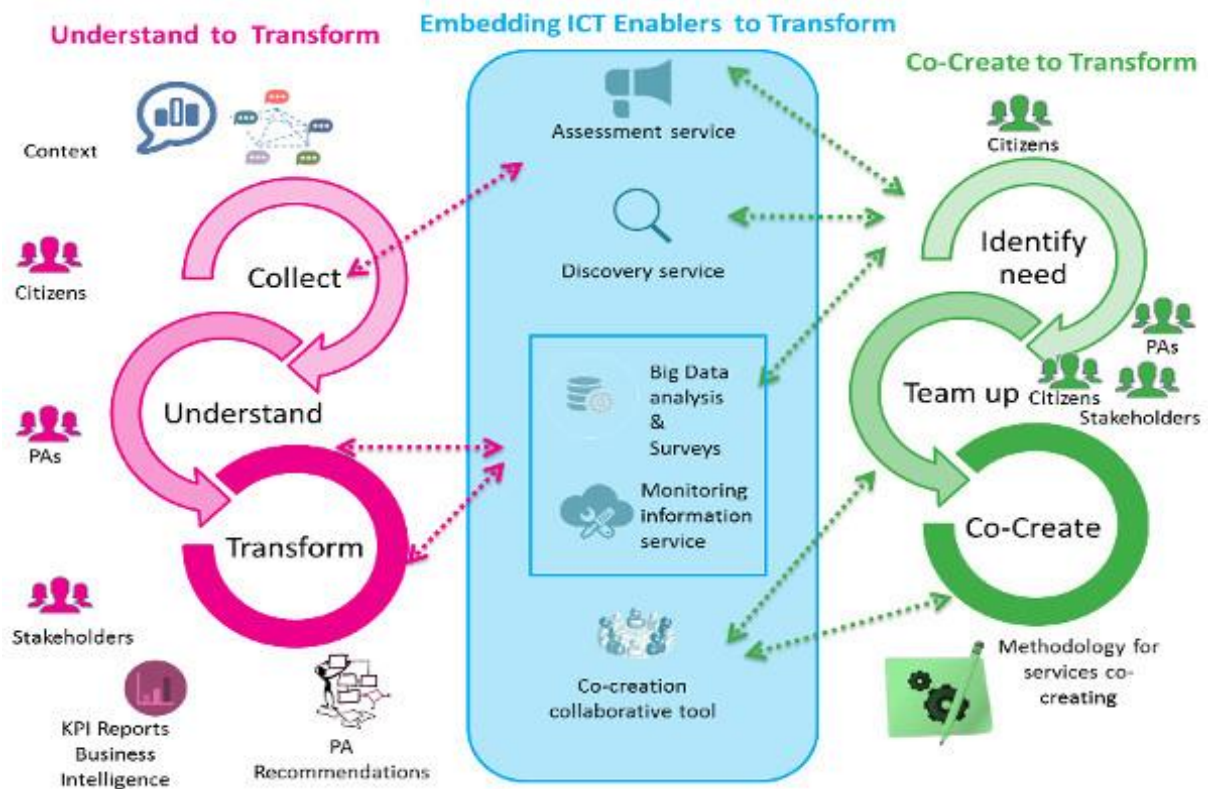 Understand to Transform
Context
Citizens
PAs
Stakeholders
Collect
Understand
Transform
KPI Reports
Business
Intelligence
PA
Recommendations
Embedding ICT Enablers to Transform
Assessment service
Discovery service
Big Data
analysis
&
Surveys
Monitoring
information
service
Co-creation
collaborative tool
Co-Create to Transform
Citizens
Identify
need
PAs
Team up
Citizens
Stakeholders
Co-Create
Methodology for
services co-
creating